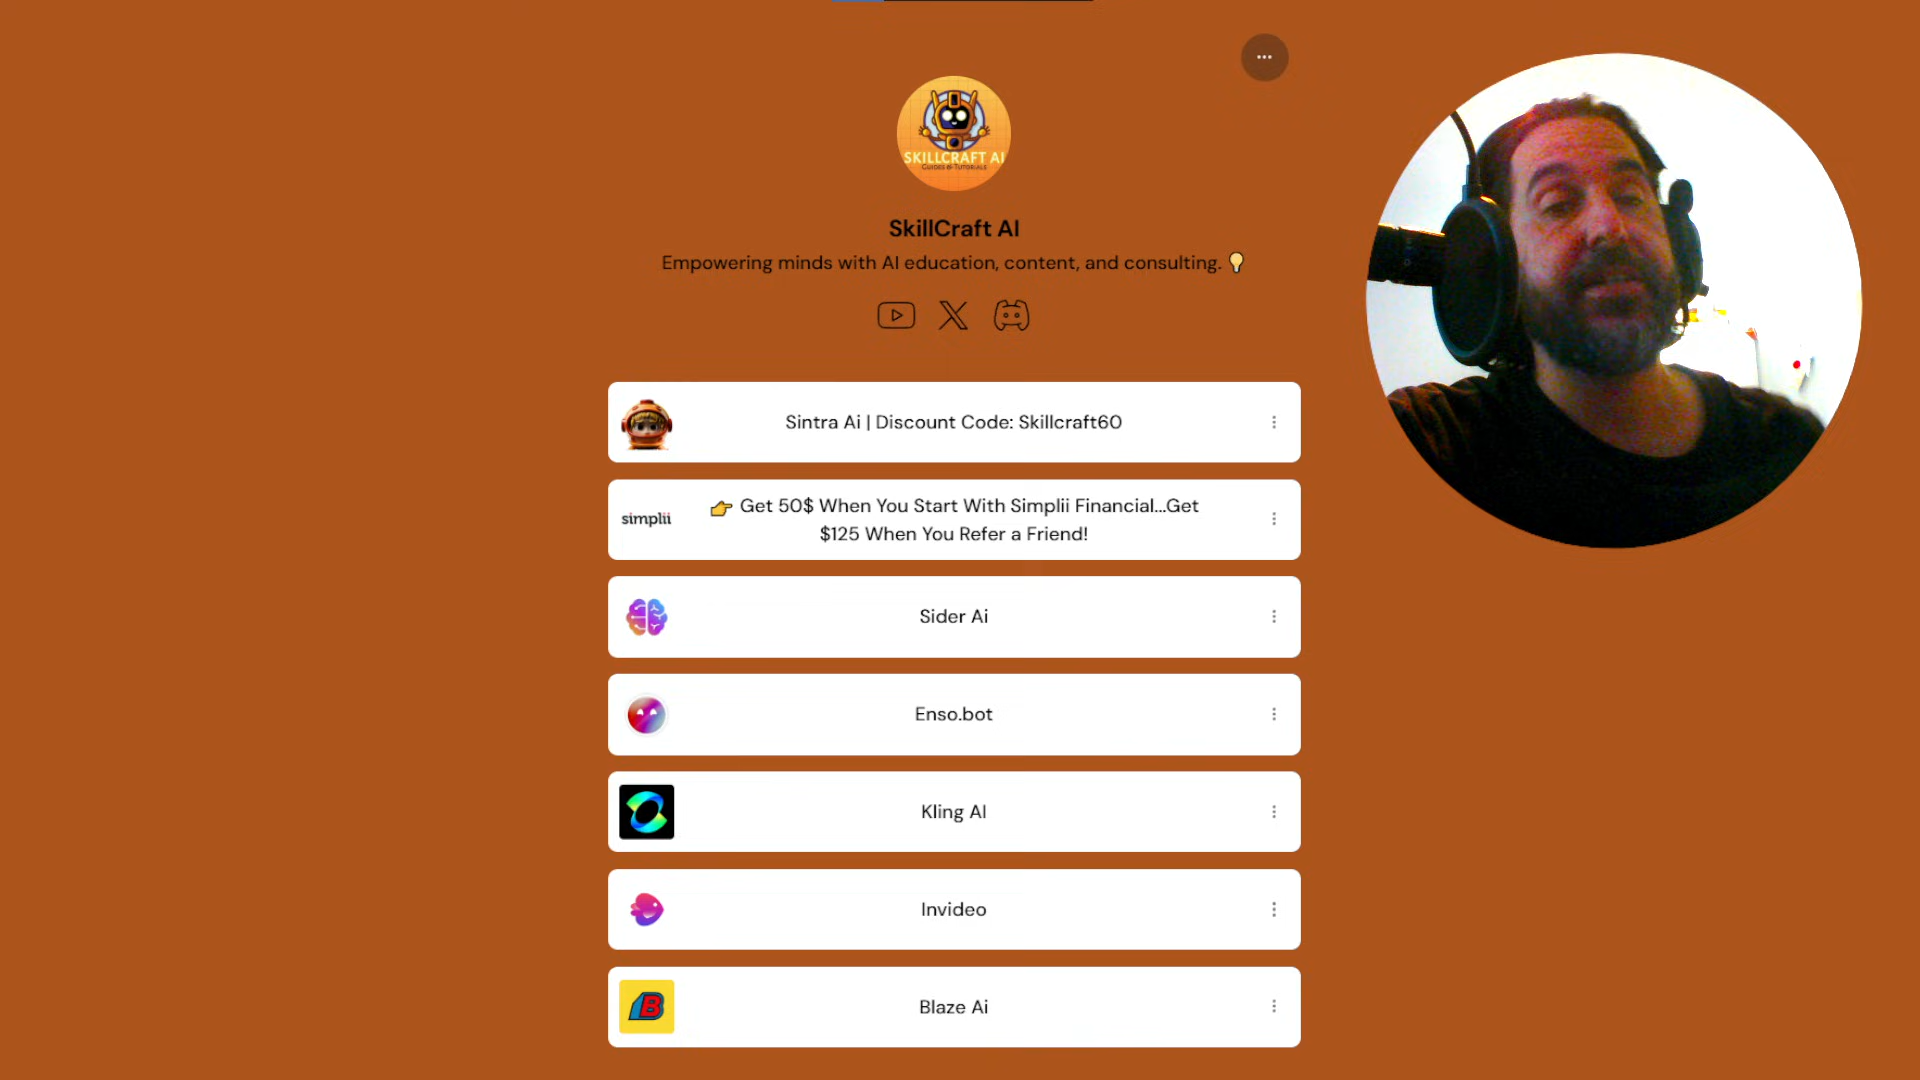 SKILLCRAFT AI
GUIDES & TUTORIALS
SkillCraft AI
Empowering minds with AI education, content, and consulting. 💡
Sintra Ai | Discount Code: Skillcraft60
simplii
👉 Get 50$ When You Start With Simplii Financial...Get
$125 When You Refer a Friend!
Sider Ai
Enso.bot
Kling AI
Invideo
B
Blaze Ai